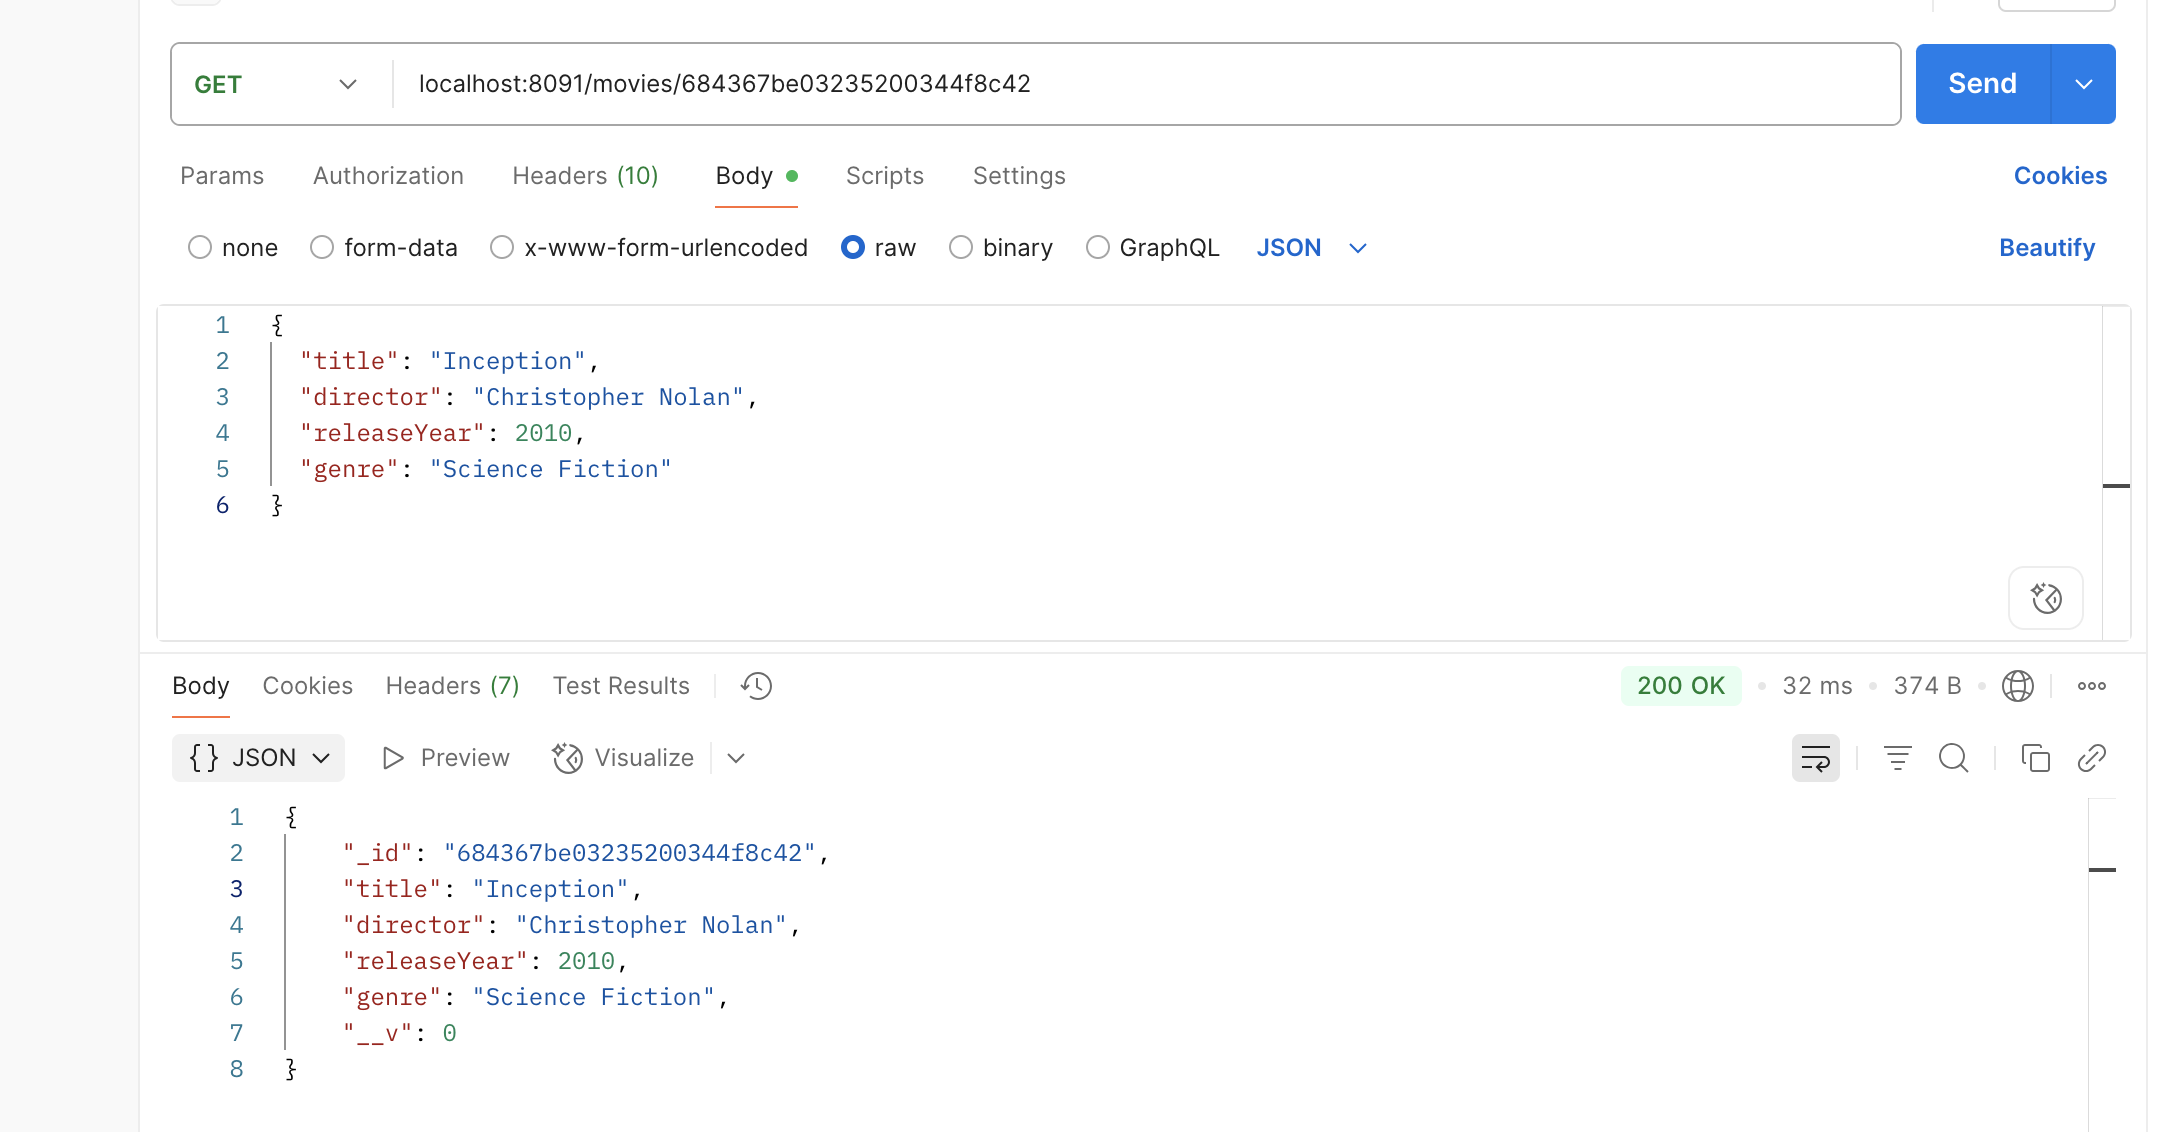 GET localhost:8091/movies/684367be03235200344f8c42 Send
Params Authorization Headers (10) Body Scripts Settings Cookies
none form-data x-www-form-urlencoded raw binary GraphQL JSON Beautify
1 {
2 "title": "Inception",
3 "director": "Christopher Nolan",
4 "releaseYear": 2010,
5 "genre": "Science Fiction"
6 }
Body Cookies Headers (7) Test Results 200 OK • 32 ms • 374 B •
{} JSON Preview Visualize
1 {
2 "_id": "684367be03235200344f8c42",
3 "title": "Inception",
4 "director": "Christopher Nolan",
5 "releaseYear": 2010,
6 "genre": "Science Fiction",
7 "__v": 0
8 }